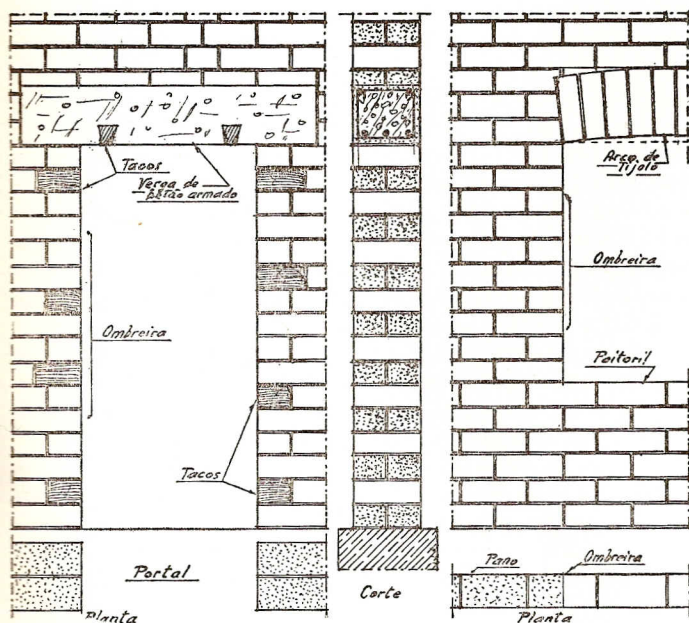 Tacos
Verga de
betão armado
Ombreira
Tacos
Portal
Planta
Corte
Arco de
tijolo
Ombreira
Peitoril
Pano
Ombreira
Planta